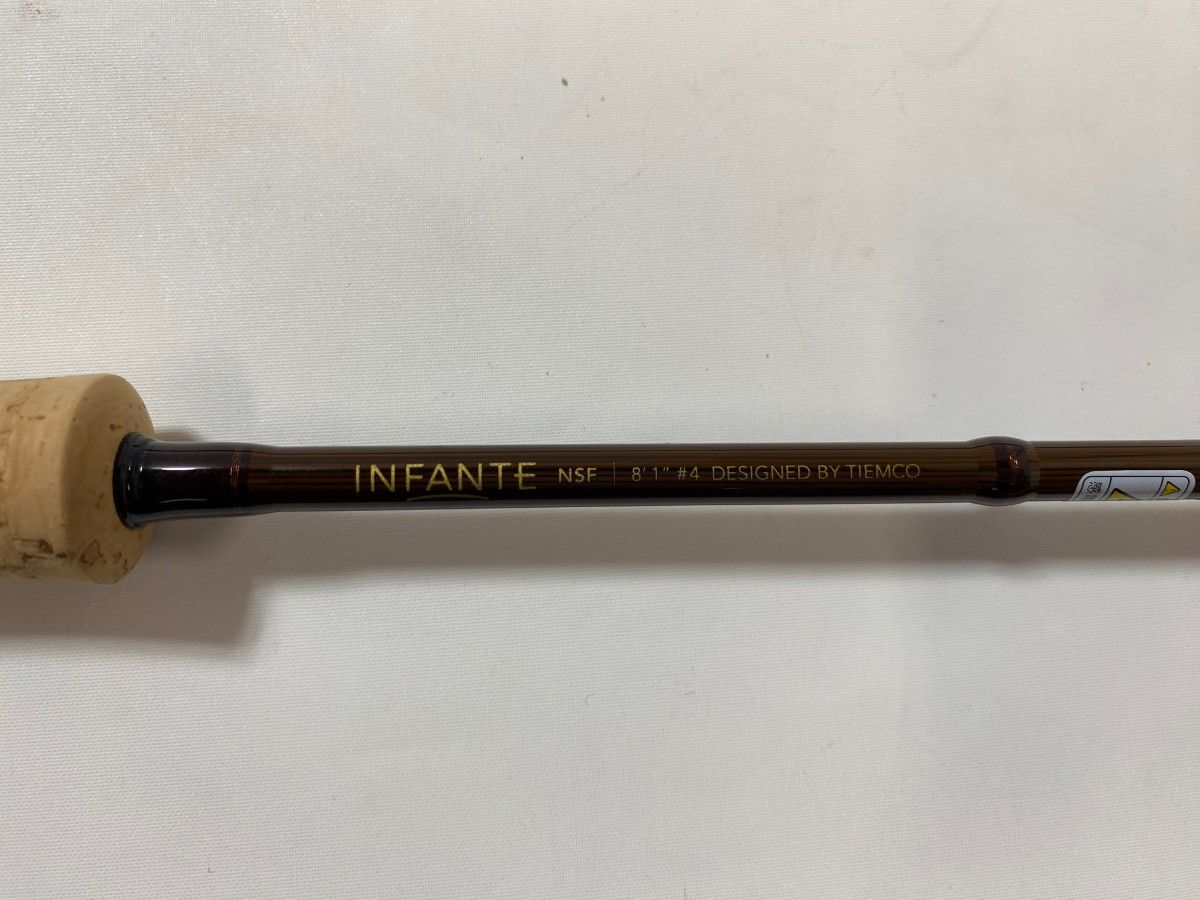 INFANTE NSF | 8' 1" #4 DESIGNED BY TIEMCO